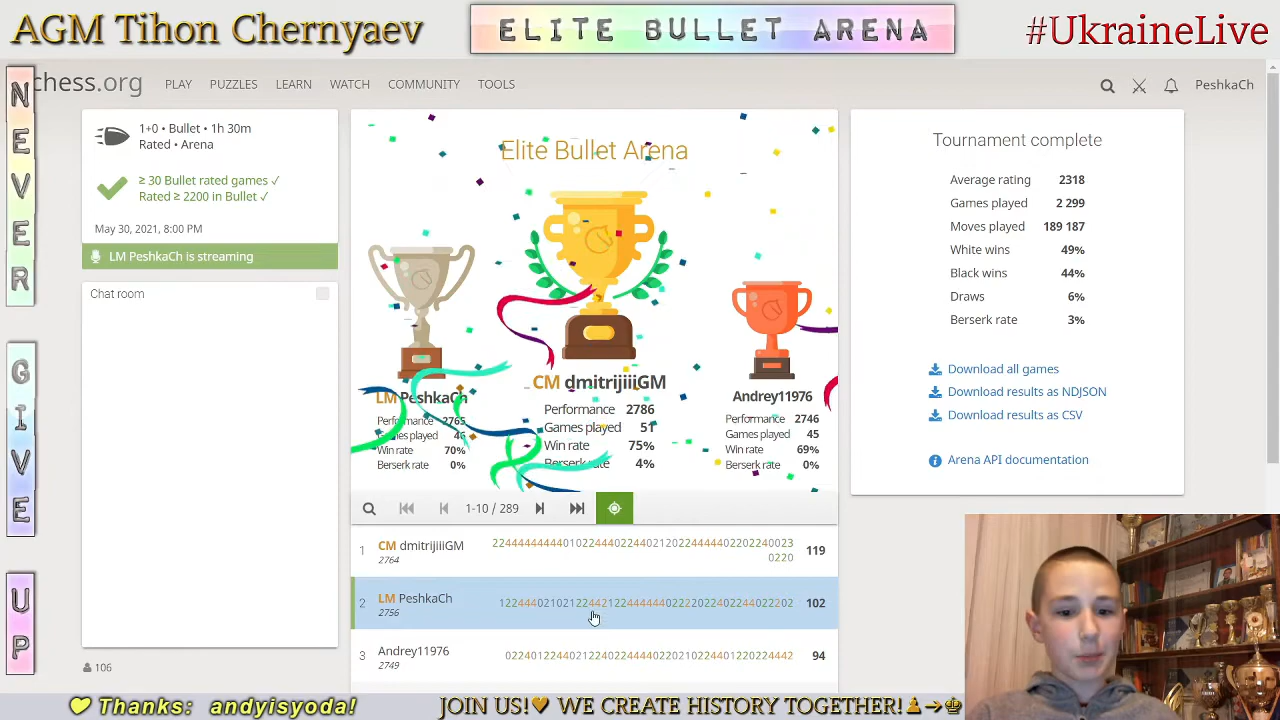 AGM Tihon Chernyaev
ELITE BULLET ARENA
#UkraineLive
NEVER
GIVE
UP
chess.org
PLAY
PUZZLES
LEARN
WATCH
COMMUNITY
TOOLS
PeshkaCh
1+0 • Bullet • 1h 30m
Rated • Arena
≥ 30 Bullet rated games ✓
Rated ≥ 2200 in Bullet ✓
May 30, 2021, 8:00 PM
LM PeshkaCh is streaming
Chat room
106
Elite Bullet Arena
LM PeshkaCh
Performance 2765
Games played 46
Win rate 70%
Berserk rate 0%
CM dmitrijiiiGM
Performance 2786
Games played 51
Win rate 75%
Berserk rate 4%
Andrey11976
Performance 2746
Games played 45
Win rate 69%
Berserk rate 0%
1-10 / 289
1 CM dmitrijiiiGM 2764 119
2 LM PeshkaCh 2756 102
3 Andrey11976 2749 94
Tournament complete
Average rating 2318
Games played 2 299
Moves played 189 187
White wins 49%
Black wins 44%
Draws 6%
Berserk rate 3%
Download all games
Download results as NDJSON
Download results as CSV
Arena API documentation
Thanks: andyisyoda!
JOIN US! WE CREATE HISTORY TOGETHER!